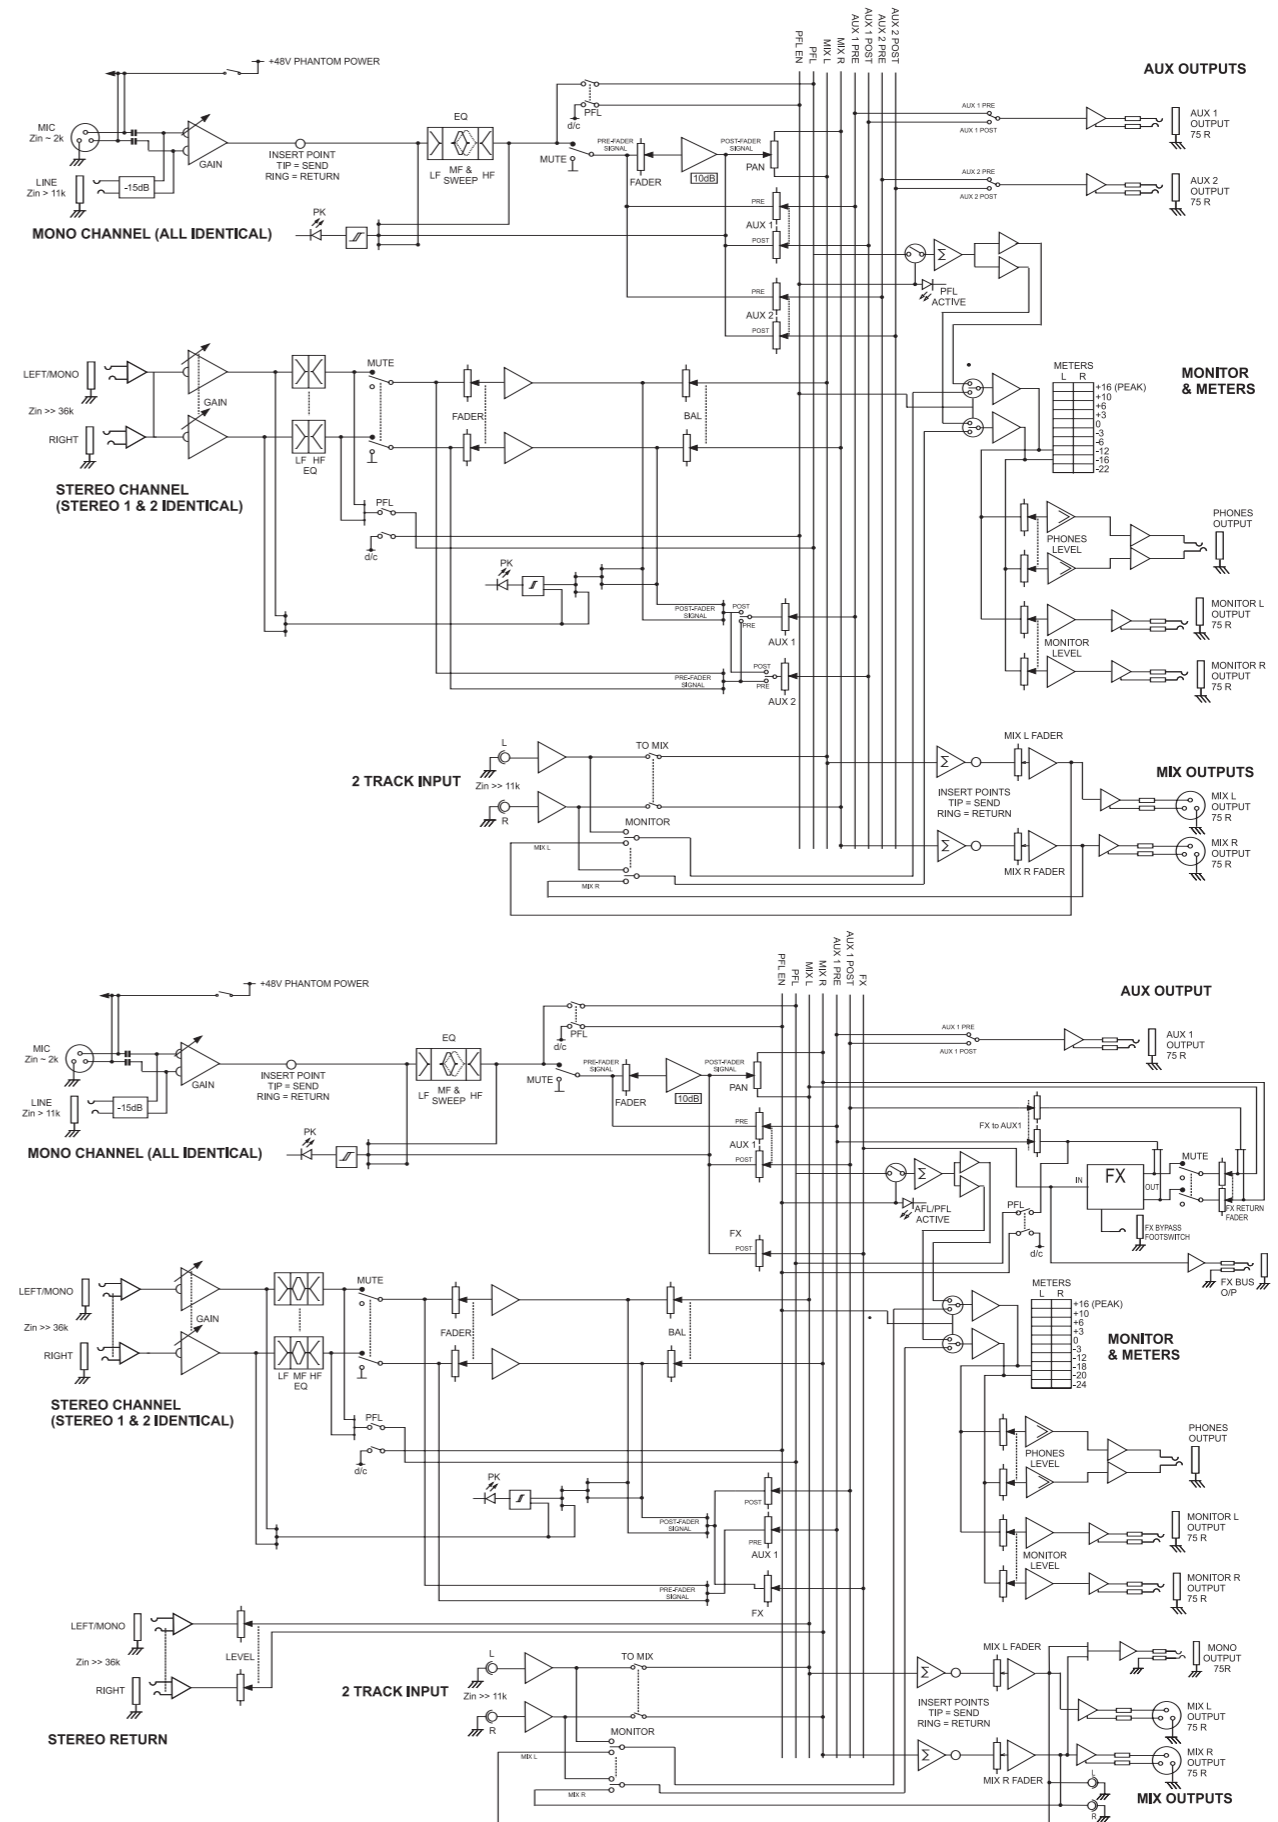 PFL EN
PFL
MIX L
MIX R
AUX 1 PRE
AUX 1 POST
AUX 2 PRE
AUX 2 POST
+48V PHANTOM POWER
AUX OUTPUTS
MIC
Zin ~ 2k
GAIN
INSERT POINT
TIP = SEND
RING = RETURN
EQ
LF MF & SWEEP HF
PFL
d/c
MUTE
PRE-FADER
SIGNAL
FADER
10dB
POST-FADER
SIGNAL
PAN
AUX 1 PRE
AUX 1 POST
AUX 1
OUTPUT
75 R
AUX 2 PRE
AUX 2 POST
AUX 2
OUTPUT
75 R
LINE
Zin > 11k
-15dB
MONO CHANNEL (ALL IDENTICAL)
PK
PRE
AUX 1
POST
PRE
AUX 2
POST
Σ
PFL
ACTIVE
LEFT/MONO
Zin >> 36k
RIGHT
GAIN
LF HF
EQ
MUTE
FADER
BAL
METERS
L R
+16 (PEAK)
+10
+6
+3
0
-3
-6
-12
-16
-22
MONITOR
& METERS
STEREO CHANNEL
(STEREO 1 & 2 IDENTICAL)
PFL
d/c
PK
POST-FADER
SIGNAL
POST
PRE
AUX 1
PRE-FADER
SIGNAL
POST
PRE
AUX 2
PHONES
LEVEL
PHONES
OUTPUT
MONITOR
LEVEL
MONITOR L
OUTPUT
75 R
MONITOR R
OUTPUT
75 R
2 TRACK INPUT
L
Zin >> 11k
R
TO MIX
MONITOR
MIX L
MIX R
Σ
INSERT POINTS
TIP = SEND
RING = RETURN
Σ
MIX L FADER
MIX R FADER
MIX OUTPUTS
MIX L
OUTPUT
75 R
MIX R
OUTPUT
75 R
PFL EN
PFL
MIX L
MIX R
AUX 1 PRE
AUX 1 POST
FX
+48V PHANTOM POWER
AUX OUTPUT
MIC
Zin ~ 2k
GAIN
INSERT POINT
TIP = SEND
RING = RETURN
EQ
LF MF & SWEEP HF
PFL
d/c
MUTE
PRE-FADER
SIGNAL
FADER
10dB
POST-FADER
SIGNAL
PAN
AUX 1 PRE
AUX 1 POST
AUX 1
OUTPUT
75 R
LINE
Zin > 11k
-15dB
MONO CHANNEL (ALL IDENTICAL)
PK
PRE
AUX 1
POST
FX
POST
FX to AUX1
IN
FX
OUT
MUTE
FX RETURN
FADER
FX BYPASS
FOOTSWITCH
PFL
d/c
FX BUS
O/P
Σ
AFL/PFL
ACTIVE
LEFT/MONO
Zin >> 36k
RIGHT
GAIN
LF MF HF
EQ
MUTE
FADER
BAL
METERS
L R
+16 (PEAK)
+10
+6
+3
0
-3
-12
-18
-20
-24
MONITOR
& METERS
STEREO CHANNEL
(STEREO 1 & 2 IDENTICAL)
PFL
d/c
PK
POST-FADER
SIGNAL
POST
PRE
AUX 1
PRE-FADER
SIGNAL
FX
PHONES
LEVEL
PHONES
OUTPUT
MONITOR
LEVEL
MONITOR L
OUTPUT
75 R
MONITOR R
OUTPUT
75 R
LEFT/MONO
Zin >> 36k
RIGHT
LEVEL
STEREO RETURN
2 TRACK INPUT
L
Zin >> 11k
R
TO MIX
MONITOR
MIX L
MIX R
Σ
INSERT POINTS
TIP = SEND
RING = RETURN
Σ
MIX L FADER
MIX R FADER
MONO
OUTPUT
75R
MIX L
OUTPUT
75 R
MIX R
OUTPUT
75 R
L
R
MIX OUTPUTS